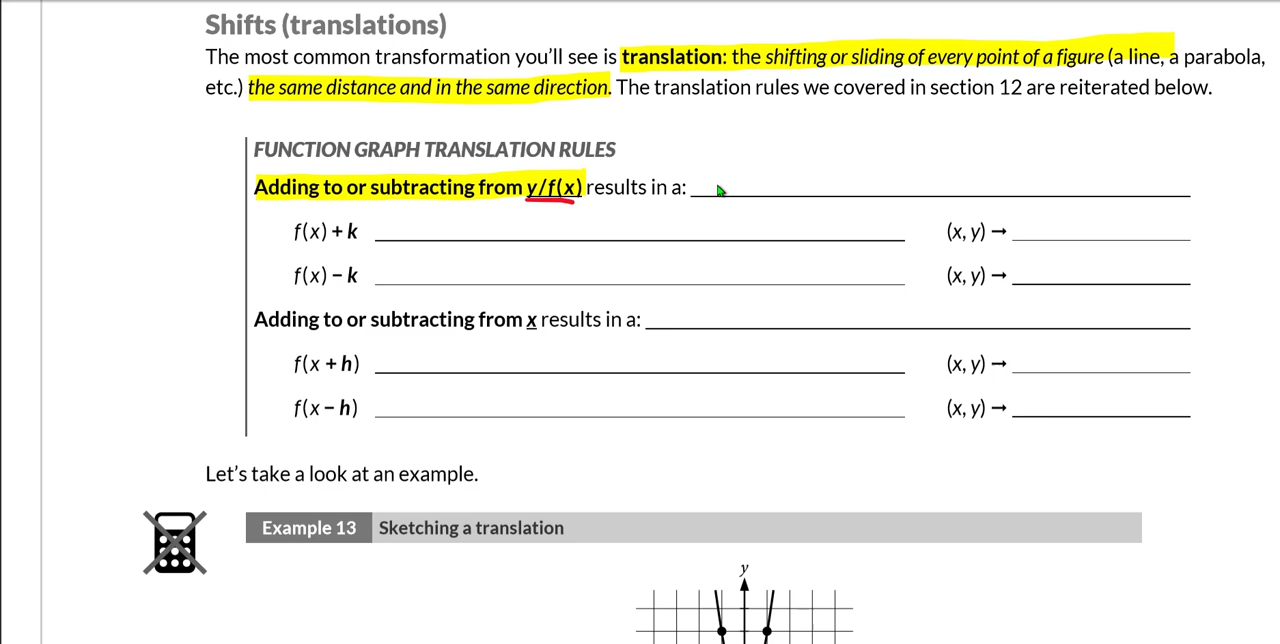 Shifts (translations)
The most common transformation you'll see is translation: the shifting or sliding of every point of a figure (a line, a parabola,
etc.) the same distance and in the same direction. The translation rules we covered in section 12 are reiterated below.
FUNCTION GRAPH TRANSLATION RULES
Adding to or subtracting from y/f(x) results in a:
f(x) + k (x, y) →
f(x) − k (x, y) →
Adding to or subtracting from x results in a:
f(x + h) (x, y) →
f(x − h) (x, y) →
Let's take a look at an example.
Example 13 Sketching a translation
y